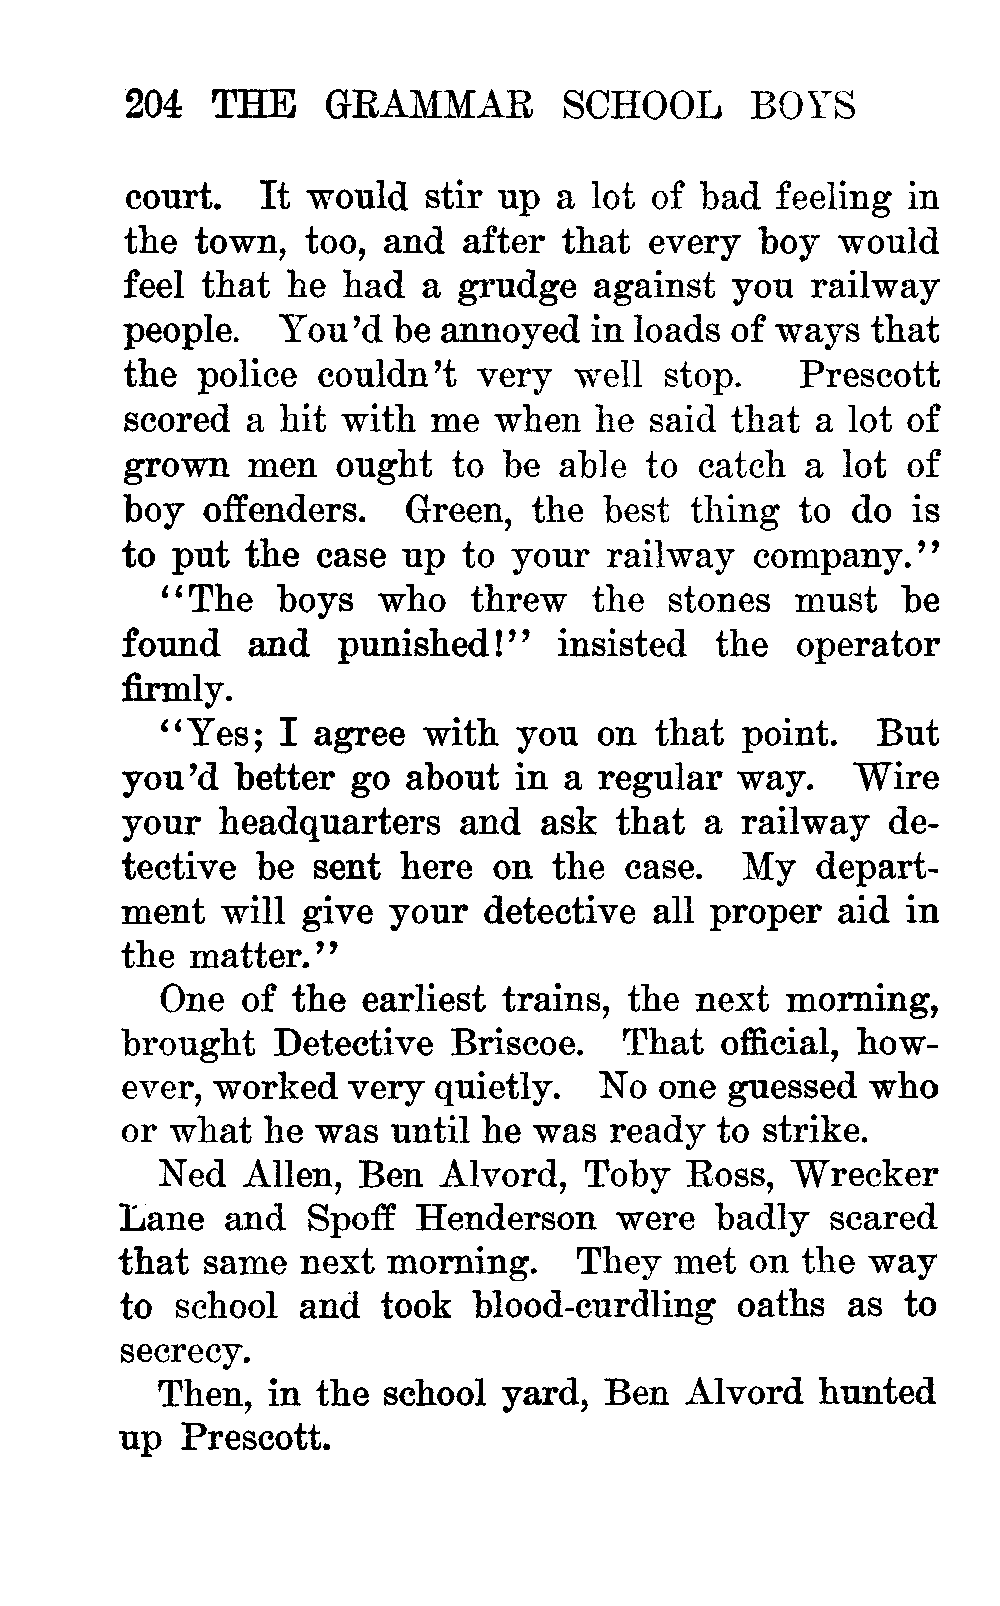 204 THE GRAMMAR SCHOOL BOYS
court. It would stir up a lot of bad feeling in
the town, too, and after that every boy would
feel that he had a grudge against you railway
people. You'd be annoyed in loads of ways that
the police couldn't very well stop. Prescott
scored a hit with me when he said that a lot of
grown men ought to be able to catch a lot of
boy offenders. Green, the best thing to do is
to put the case up to your railway company."
"The boys who threw the stones must be
found and punished!" insisted the operator
firmly.
"Yes; I agree with you on that point. But
you'd better go about in a regular way. Wire
your headquarters and ask that a railway de-
tective be sent here on the case. My depart-
ment will give your detective all proper aid in
the matter."
One of the earliest trains, the next morning,
brought Detective Briscoe. That official, how-
ever, worked very quietly. No one guessed who
or what he was until he was ready to strike.
Ned Allen, Ben Alvord, Toby Ross, Wrecker
Lane and Spoff Henderson were badly scared
that same next morning. They met on the way
to school and took blood-curdling oaths as to
secrecy.
Then, in the school yard, Ben Alvord hunted
up Prescott.